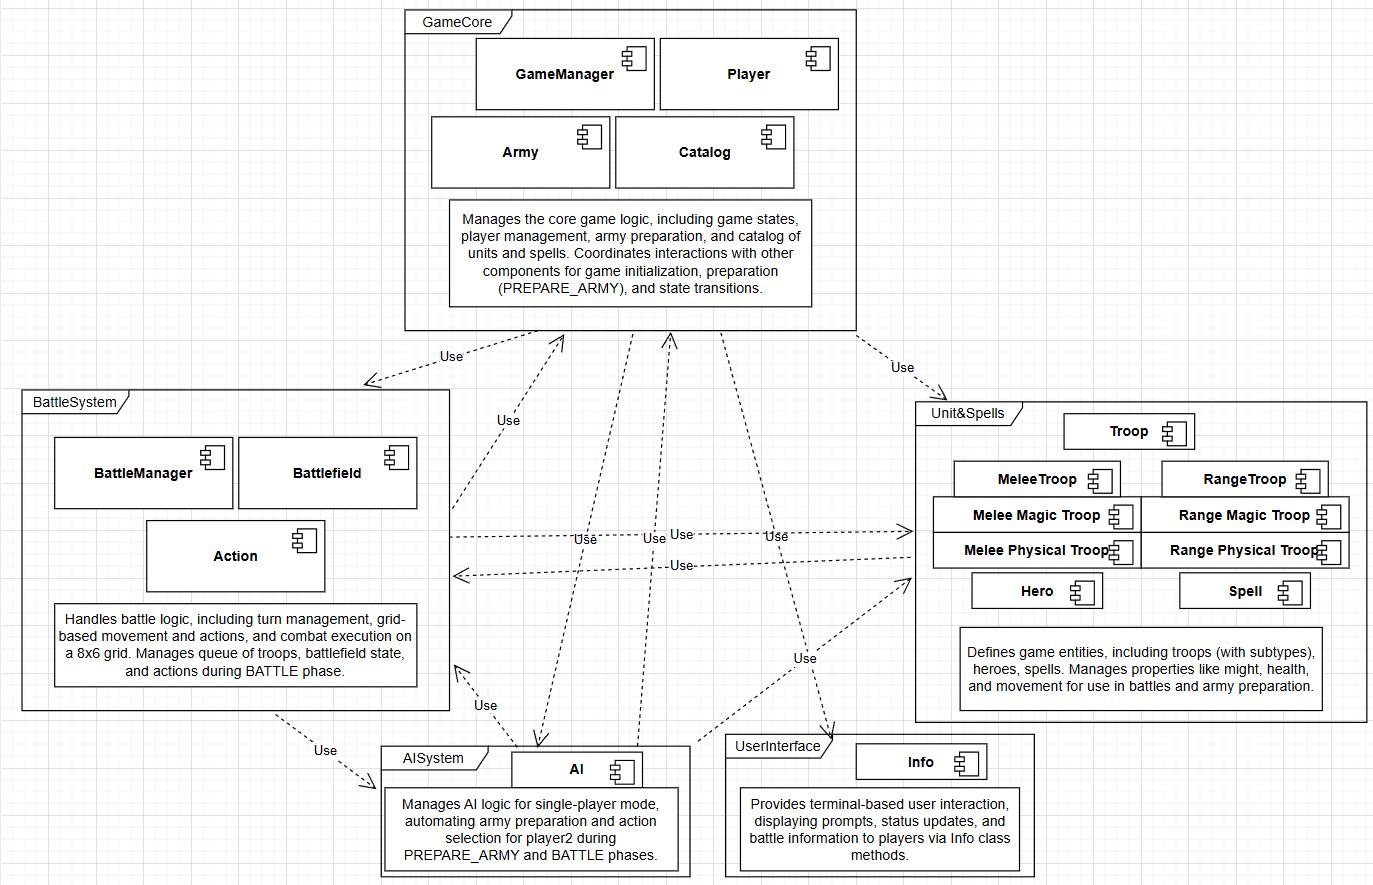 GameCore
GameManager
Player
Army
Catalog
Manages the core game logic, including game states,
player management, army preparation, and catalog of
units and spells. Coordinates interactions with other
components for game initialization, preparation
(PREPARE_ARMY), and state transitions.
Use
Use
Use
BattleSystem
BattleManager
Battlefield
Action
Handles battle logic, including turn management, grid-
based movement and actions, and combat execution on
a 8x6 grid. Manages queue of troops, battlefield state,
and actions during BATTLE phase.
Use
Use
Use
Use
Use
Unit&Spells
Troop
MeleeTroop
RangeTroop
Melee Magic Troop
Range Magic Troop
Melee Physical Troop
Range Physical Troop
Hero
Spell
Defines game entities, including troops (with subtypes),
heroes, spells. Manages properties like might, health,
and movement for use in battles and army preparation.
Use
Use
Use
AISystem
AI
Manages AI logic for single-player mode,
automating army preparation and action
selection for player2 during
PREPARE_ARMY and BATTLE phases.
UserInterface
Info
Provides terminal-based user interaction,
displaying prompts, status updates, and
battle information to players via Info class
methods.